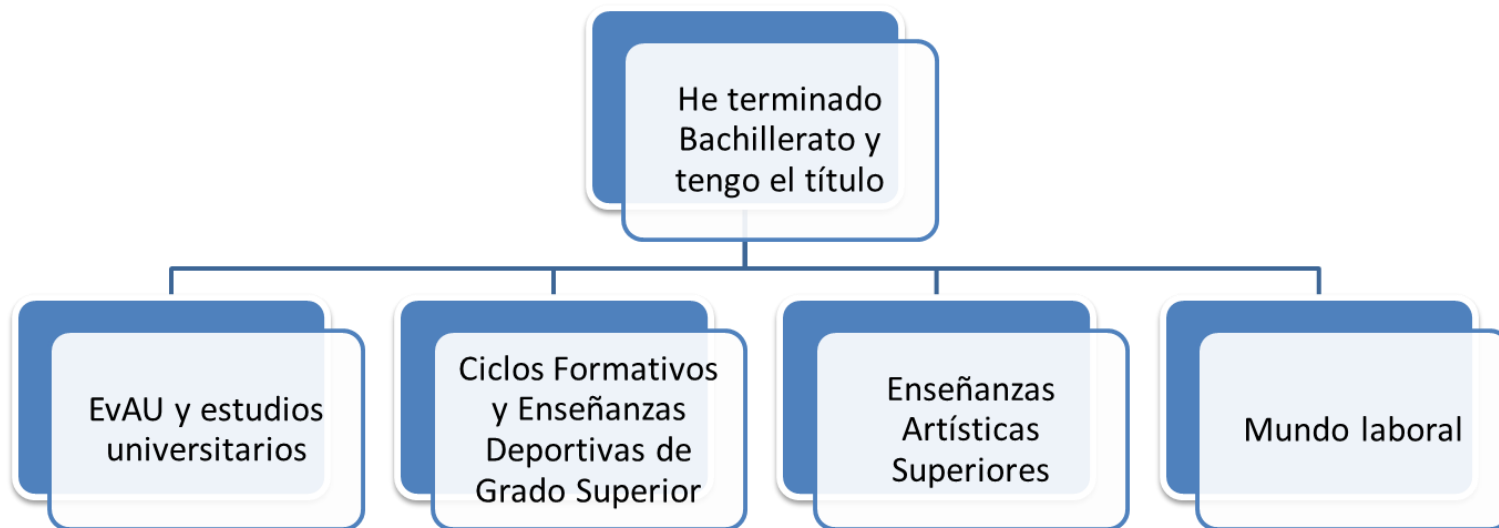 He terminado
Bachillerato y
tengo el título
EvAU y estudios
universitarios
Ciclos Formativos
y Enseñanzas
Deportivas de
Grado Superior
Enseñanzas
Artísticas
Superiores
Mundo laboral